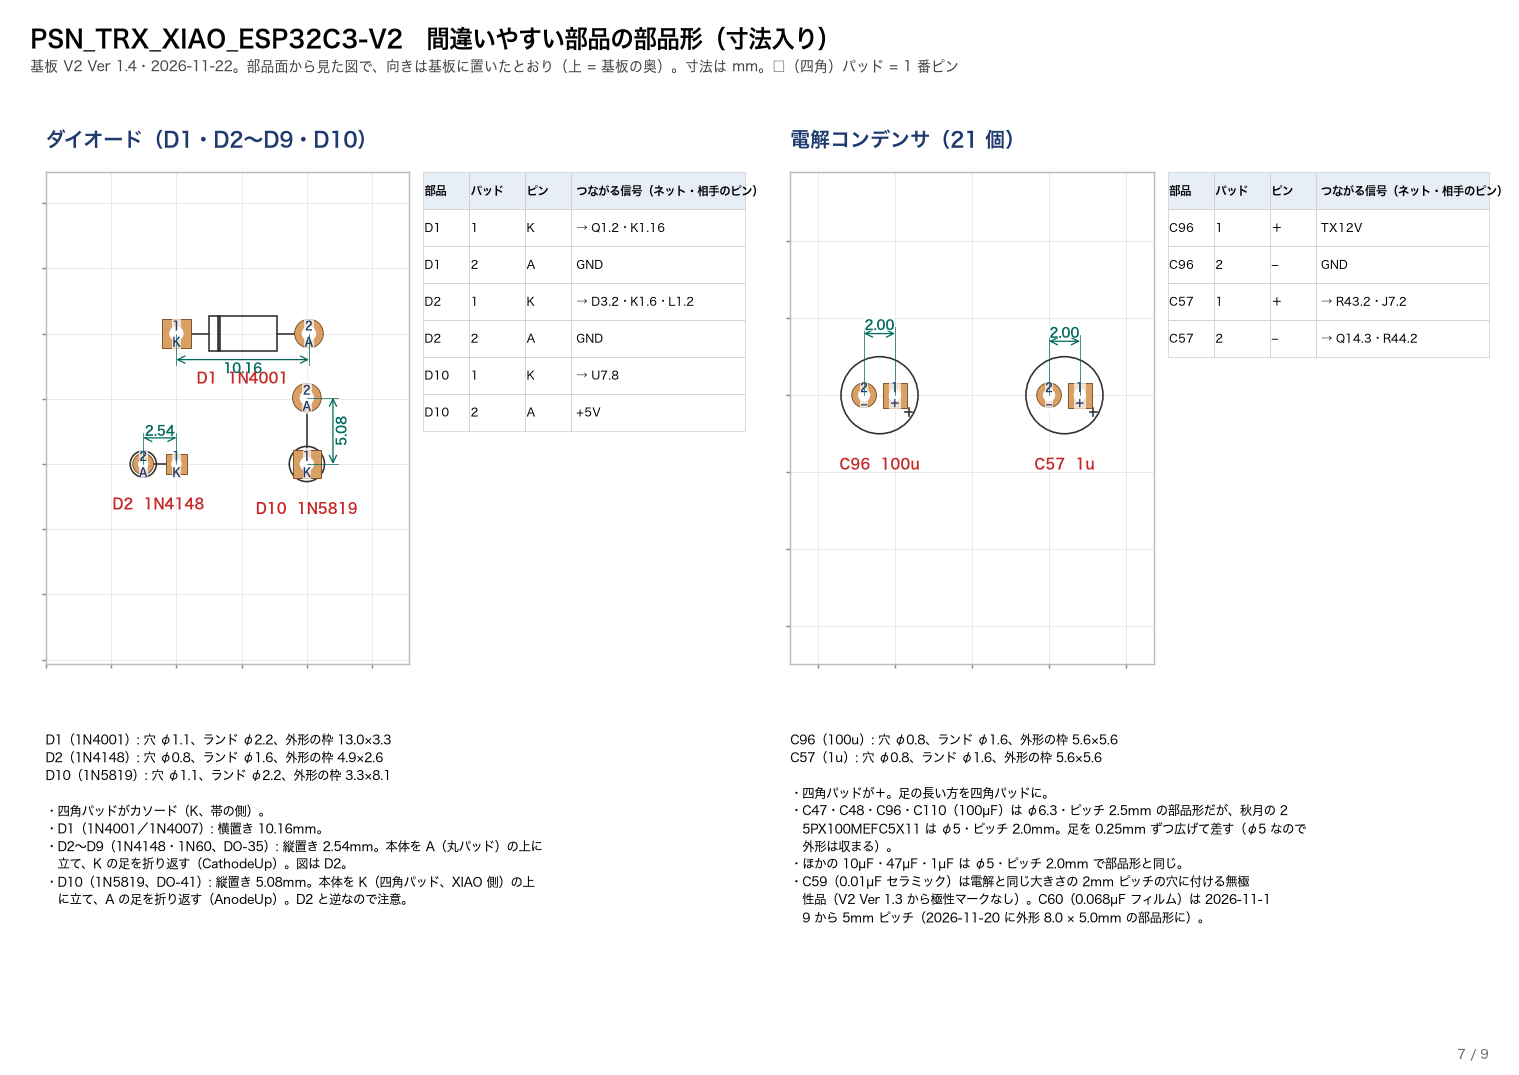 PSN_TRX_XIAO_ESP32C3-V2　間違いやすい部品の部品形（寸法入り）
基板 V2 Ver 1.4・2026-11-22。部品面から見た図で、向きは基板に置いたとおり（上 = 基板の奥）。寸法は mm。□（四角）パッド = 1 番ピン
ダイオード（D1・D2〜D9・D10）
1
K
2
A
10.16
D1 1N4001
2
A
5.08
1
K
D10 1N5819
2.54
2
A
1
K
D2 1N4148
部品 パッド ピン つながる信号（ネット・相手のピン）
D1 1 K → Q1.2・K1.16
D1 2 A GND
D2 1 K → D3.2・K1.6・L1.2
D2 2 A GND
D10 1 K → U7.8
D10 2 A +5V
D1（1N4001）: 穴 φ1.1、ランド φ2.2、外形の枠 13.0×3.3
D2（1N4148）: 穴 φ0.8、ランド φ1.6、外形の枠 4.9×2.6
D10（1N5819）: 穴 φ1.1、ランド φ2.2、外形の枠 3.3×8.1
・四角パッドがカソード（K、帯の側）。
・D1（1N4001／1N4007）: 横置き 10.16mm。
・D2〜D9（1N4148・1N60、DO-35）: 縦置き 2.54mm。本体を A（丸パッド）の上に
立て、K の足を折り返す（CathodeUp）。図は D2。
・D10（1N5819、DO-41）: 縦置き 5.08mm。本体を K（四角パッド、XIAO 側）の上
に立て、A の足を折り返す（AnodeUp）。D2 と逆なので注意。
電解コンデンサ（21 個）
2.00
2
−
1
+
+
C96 100u
2.00
2
−
1
+
+
C57 1u
部品 パッド ピン つながる信号（ネット・相手のピン）
C96 1 + TX12V
C96 2 − GND
C57 1 + → R43.2・J7.2
C57 2 − → Q14.3・R44.2
C96（100u）: 穴 φ0.8、ランド φ1.6、外形の枠 5.6×5.6
C57（1u）: 穴 φ0.8、ランド φ1.6、外形の枠 5.6×5.6
・四角パッドが＋。足の長い方を四角パッドに。
・C47・C48・C96・C110（100µF）は φ6.3・ピッチ 2.5mm の部品形だが、秋月の 2
5PX100MEFC5X11 は φ5・ピッチ 2.0mm。足を 0.25mm ずつ広げて差す（φ5 なので
外形は収まる）。
・ほかの 10µF・47µF・1µF は φ5・ピッチ 2.0mm で部品形と同じ。
・C59（0.01µF セラミック）は電解と同じ大きさの 2mm ピッチの穴に付ける無極
性品（V2 Ver 1.3 から極性マークなし）。C60（0.068µF フィルム）は 2026-11-1
9 から 5mm ピッチ（2026-11-20 に外形 8.0 × 5.0mm の部品形に）。
7 / 9